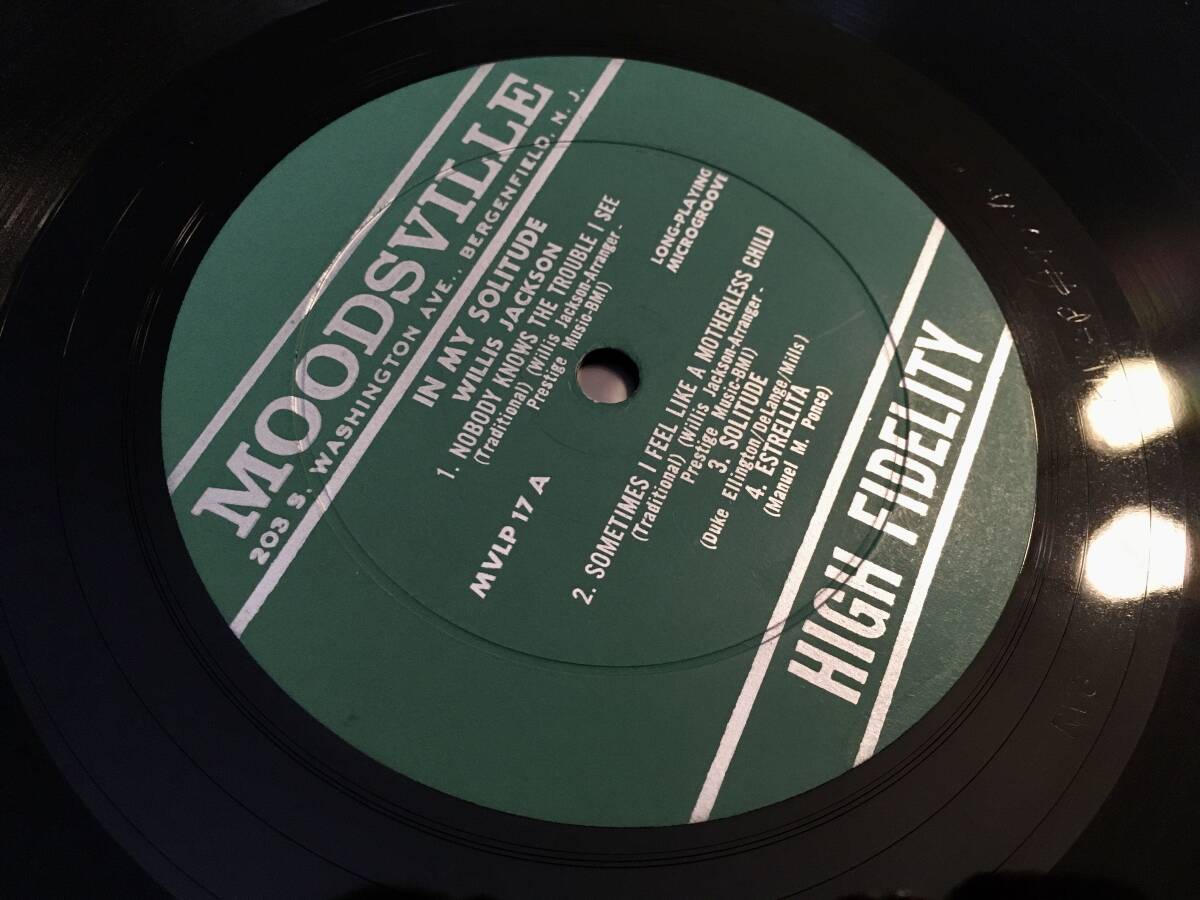 MOODSVILLE
203 S. WASHINGTON AVE., BERGENFIELD, N. J.
IN MY SOLITUDE
WILLIS JACKSON
1. NOBODY KNOWS THE TROUBLE I SEE
(Traditional) (Willis Jackson-Arranger -
Prestige Music-BMI)
LONG-PLAYING
MICROGROOVE
MVLP 17 A
2. SOMETIMES I FEEL LIKE A MOTHERLESS CHILD
(Traditional) (Willis Jackson-Arranger -
Prestige Music-BMI)
3. SOLITUDE
(Duke Ellington/DeLange/Mills)
4. ESTRELLITA
(Manuel M. Ponce)
HIGH FIDELITY